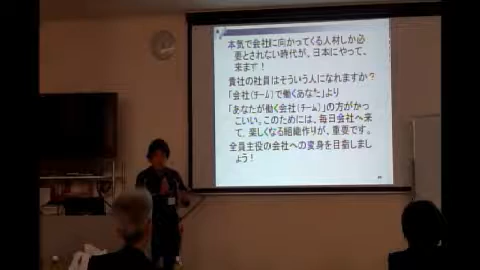 本気で会社に向かってくる人材しか必
要とされない時代が、日本にやって、
来ます！
貴社の社員はそういう人になれますか？
「会社(ﾁｰﾑ)で働くあなた」より
「あなたが働く会社(ﾁｰﾑ)」の方がかっ
こいい。このためには、毎日会社へ来
て、楽しくなる組織作りが、重要です。
全員主役の会社への変身を目指しまし
ょう！